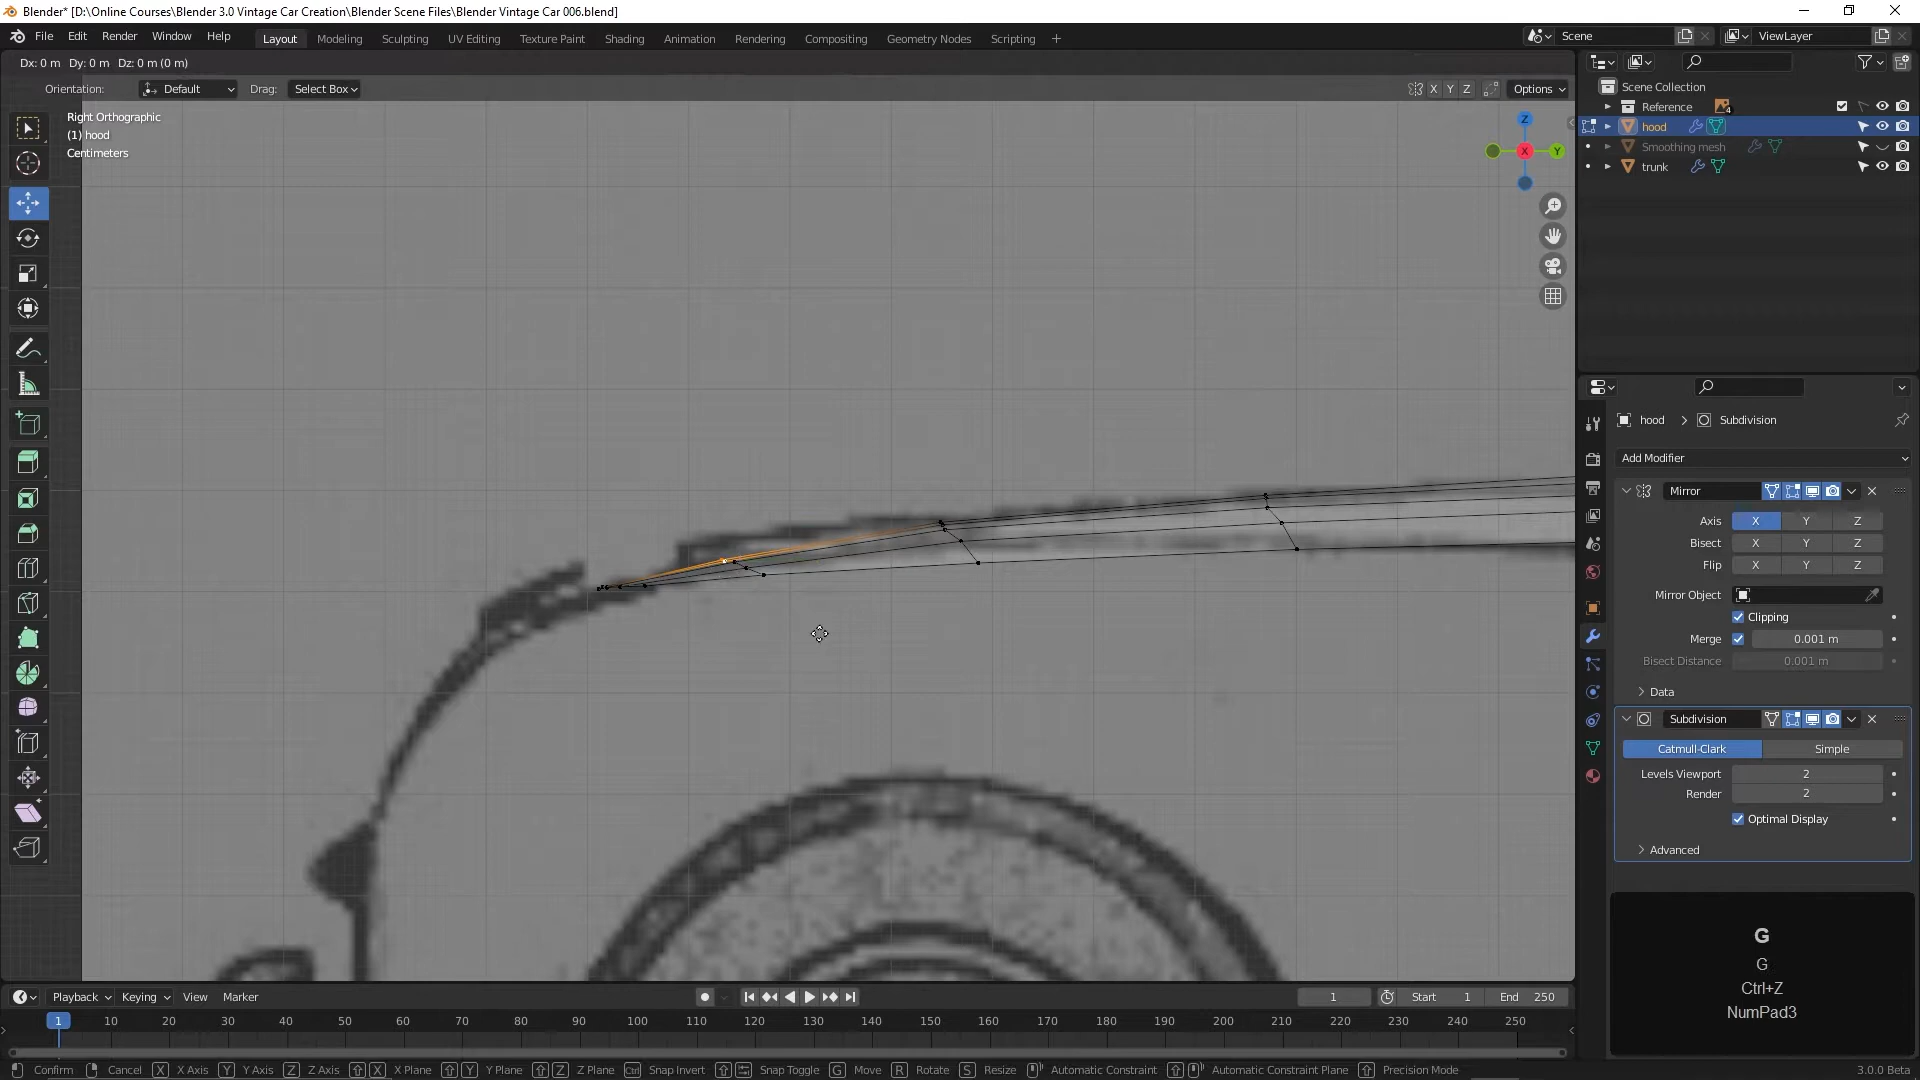 Blender* [D:\Online Courses\Blender 3.0 Vintage Car Creation\Blender Scene Files\Blender Vintage Car 006.blend]
File Edit Render Window Help Layout Modeling Sculpting UV Editing Texture Paint Shading Animation Rendering Compositing Geometry Nodes Scripting + Scene ViewLayer
Dx: 0 m Dy: 0 m Dz: 0 m (0 m)
Orientation: Default Drag: Select Box X Y Z Options
Right Orthographic
(1) hood
Centimeters
Z
X Y
Scene Collection
Reference 4
hood
Smoothing mesh
trunk
hood > Subdivision
Add Modifier
Mirror
Axis X Y Z
Bisect X Y Z
Flip X Y Z
Mirror Object
Clipping
Merge 0.001 m
Bisect Distance 0.001 m
> Data
Subdivision
Catmull-Clark Simple
Levels Viewport 2
Render 2
Optimal Display
> Advanced
G
G
Ctrl+Z
NumPad3
Playback Keying View Marker 1 Start 1 End 250
1 10 20 30 40 50 60 70 80 90 100 110 120 130 140 150 160 170 180 190 200 210 220 230 240 250
Confirm Cancel X X Axis Y Y Axis Z Z Axis X X Plane Y Y Plane Z Z Plane Ctrl Snap Invert Snap Toggle G Move R Rotate S Resize Automatic Constraint Automatic Constraint Plane Precision Mode 3.0.0 Beta